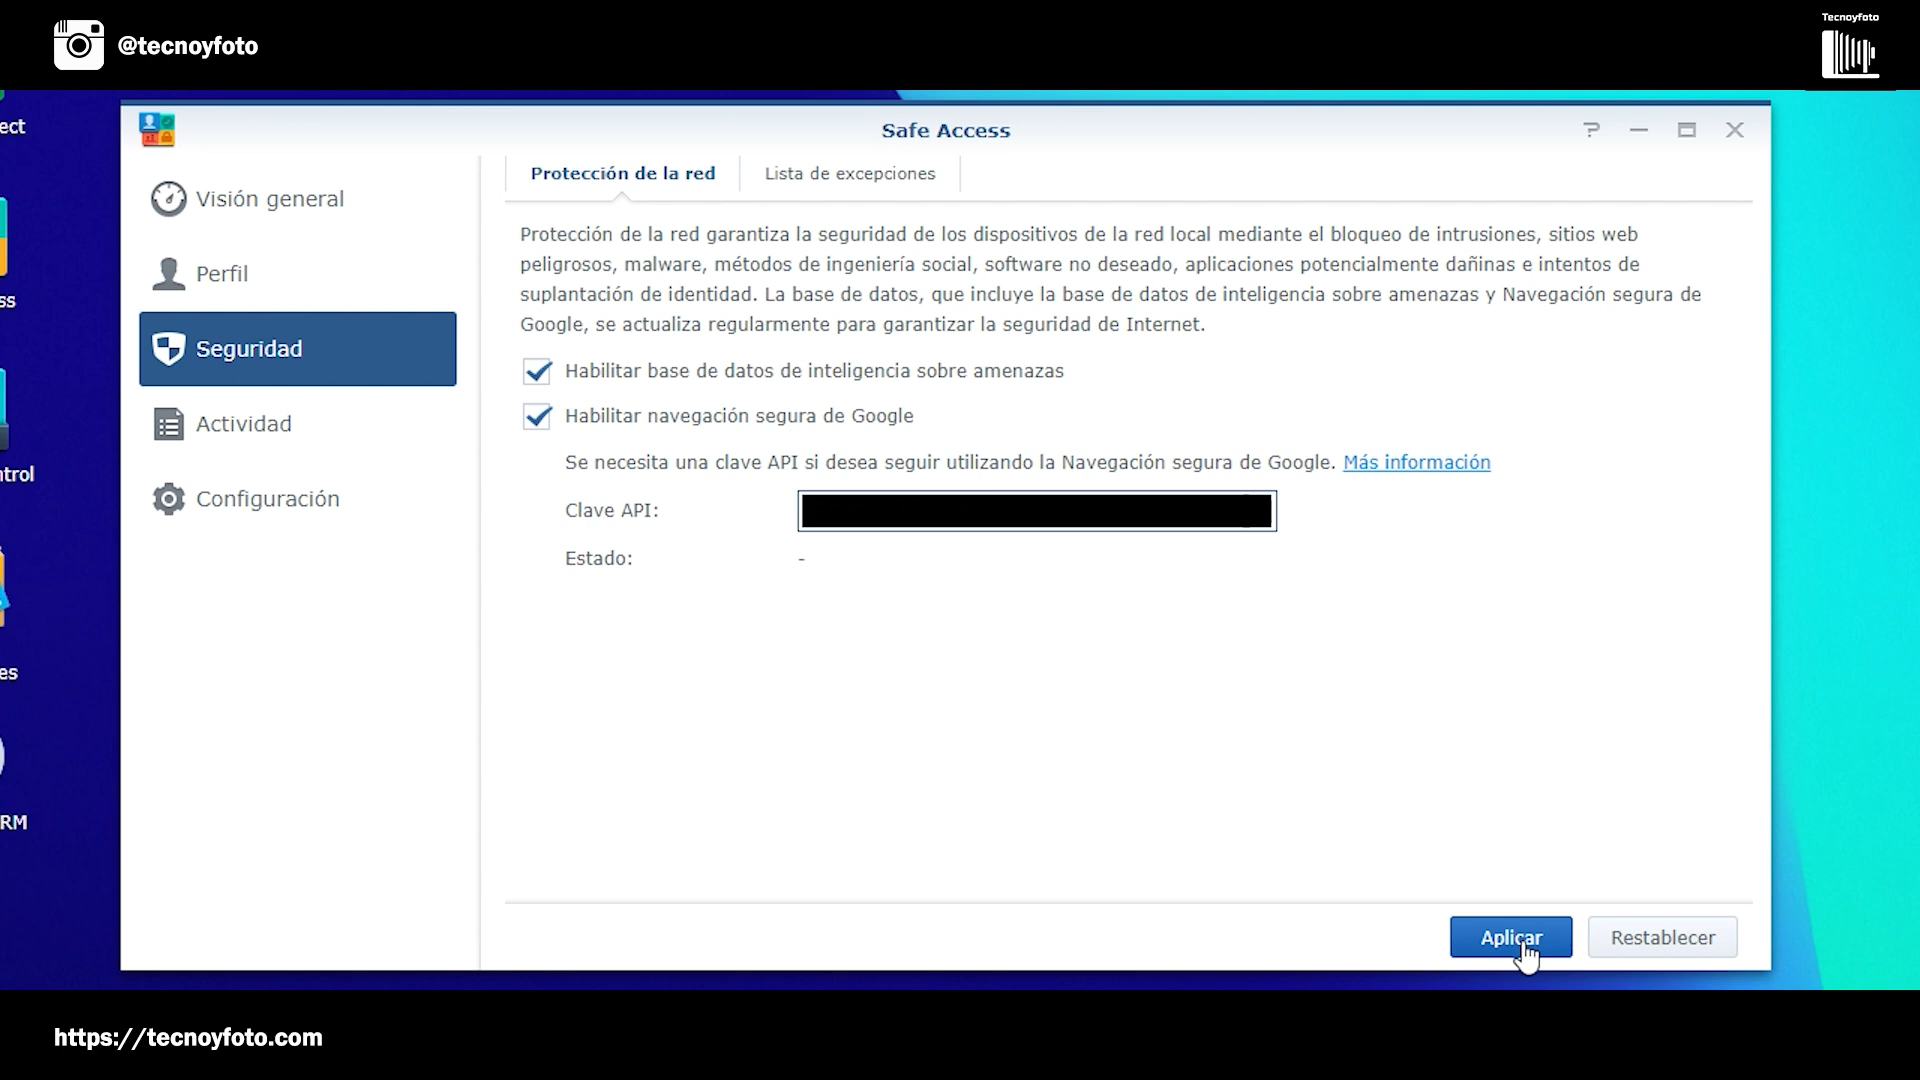 @tecnoyfoto
Tecnoyfoto
Safe Access
ect
ss
ntrol
es
RM
Visión general
Perfil
Seguridad
Actividad
Configuración
Protección de la red
Lista de excepciones
Protección de la red garantiza la seguridad de los dispositivos de la red local mediante el bloqueo de intrusiones, sitios web
peligrosos, malware, métodos de ingeniería social, software no deseado, aplicaciones potencialmente dañinas e intentos de
suplantación de identidad. La base de datos, que incluye la base de datos de inteligencia sobre amenazas y Navegación segura de
Google, se actualiza regularmente para garantizar la seguridad de Internet.
Habilitar base de datos de inteligencia sobre amenazas
Habilitar navegación segura de Google
Se necesita una clave API si desea seguir utilizando la Navegación segura de Google. Más información
Clave API:
Estado: -
Aplicar
Restablecer
https://tecnoyfoto.com